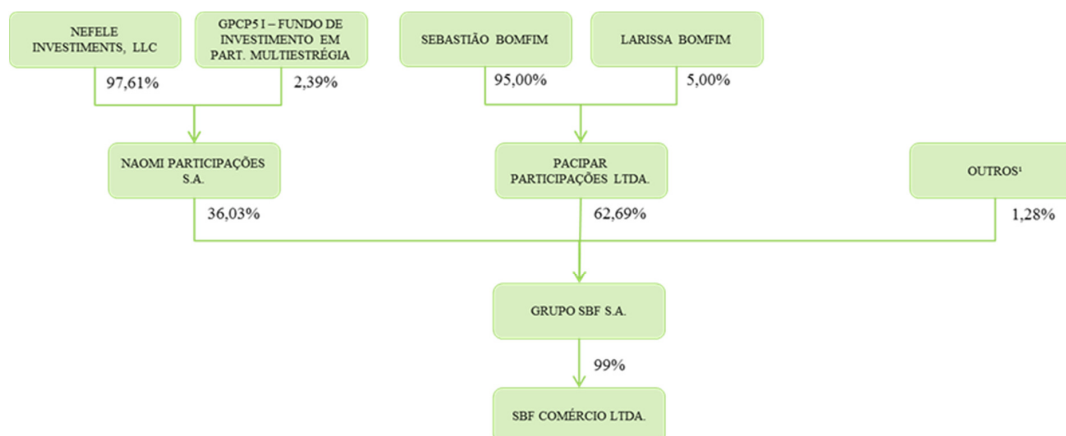 NEFELE
INVESTIMENTS, LLC
GPCP5 I – FUNDO DE
INVESTIMENTO EM
PART. MULTIESTRÉGIA
SEBASTIÃO BOMFIM
LARISSA BOMFIM
97,61%
2,39%
95,00%
5,00%
NAOMI PARTICIPAÇÕES
S.A.
PACIPAR
PARTICIPAÇÕES LTDA.
OUTROS¹
36,03%
62,69%
1,28%
GRUPO SBF S.A.
99%
SBF COMÉRCIO LTDA.